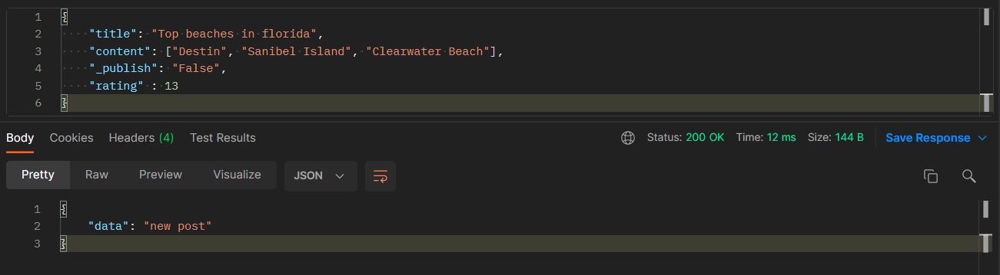 1 {
2 "title": "Top beaches in florida",
3 "content": ["Destin", "Sanibel Island", "Clearwater Beach"],
4 "_publish": "False",
5 "rating" : 13
6 }
Body Cookies Headers (4) Test Results Status: 200 OK Time: 12 ms Size: 144 B Save Response
Pretty Raw Preview Visualize JSON
1 {
2 "data": "new post"
3 }